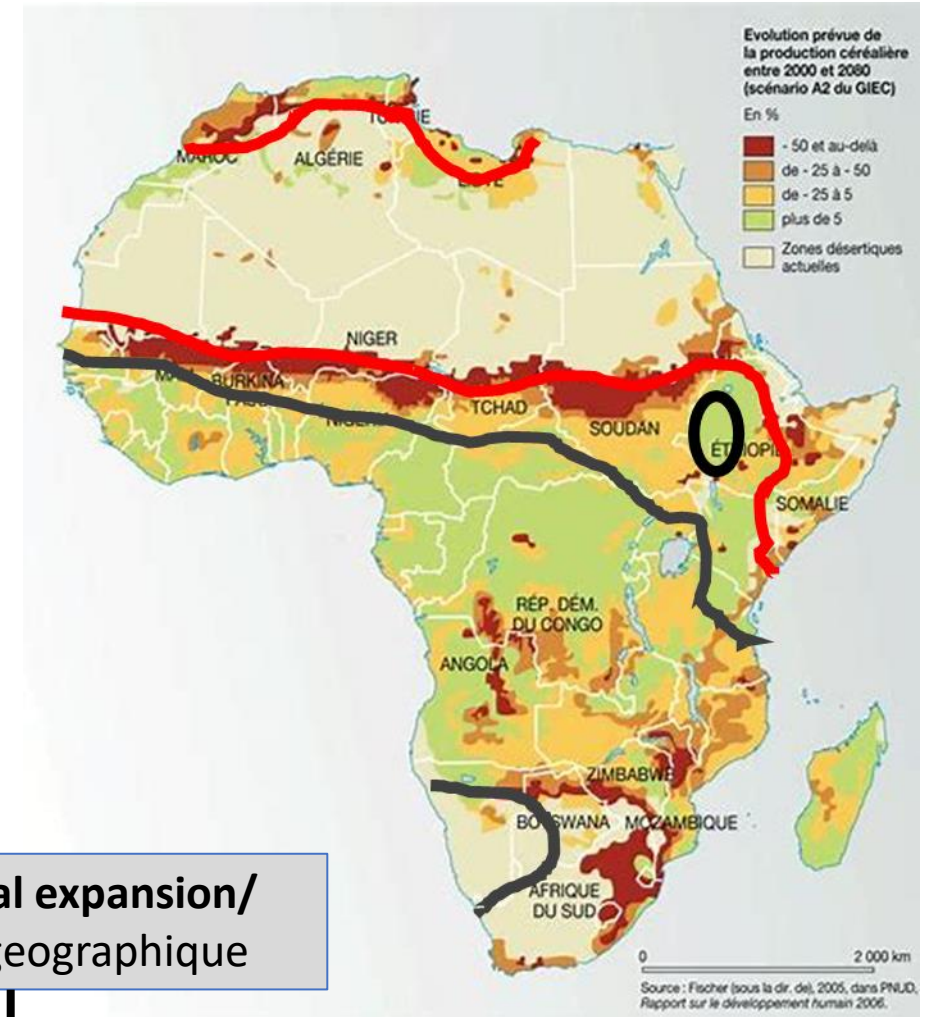 Evolution prévue de
la production céréalière
entre 2000 et 2080
(scénario A2 du GIEC)
En %
- 50 et au-delà
de - 25 à - 50
de - 25 à 5
plus de 5
Zones désertiques
actuelles
MAROC
ALGÉRIE
NIGER
BURKINA
TCHAD
SOUDAN
ÉTHIOPIE
SOMALIE
RÉP. DÉM.
DU CONGO
ANGOLA
ZIMBABWE
BOTSWANA
MOZAMBIQUE
AFRIQUE
DU SUD
al expansion/
geographique
0
2 000 km
Source : Fischer (sous la dir. de), 2005, dans PNUD,
Rapport sur le développement humain 2006.